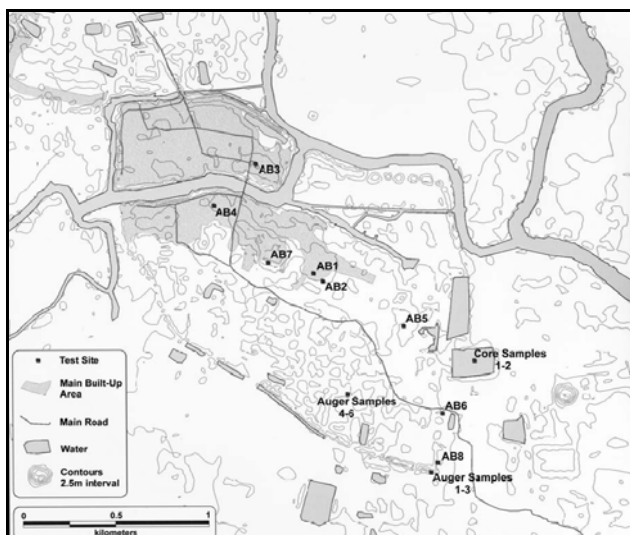 AB3
AB4
AB7
AB1
AB2
AB5
Core Samples
1-2
Auger Samples
4-6
AB6
AB8
Auger Samples
1-3
Test Site
Main Built-Up
Area
Main Road
Water
Contours
2.5m interval
0 0.5 1
kilometers